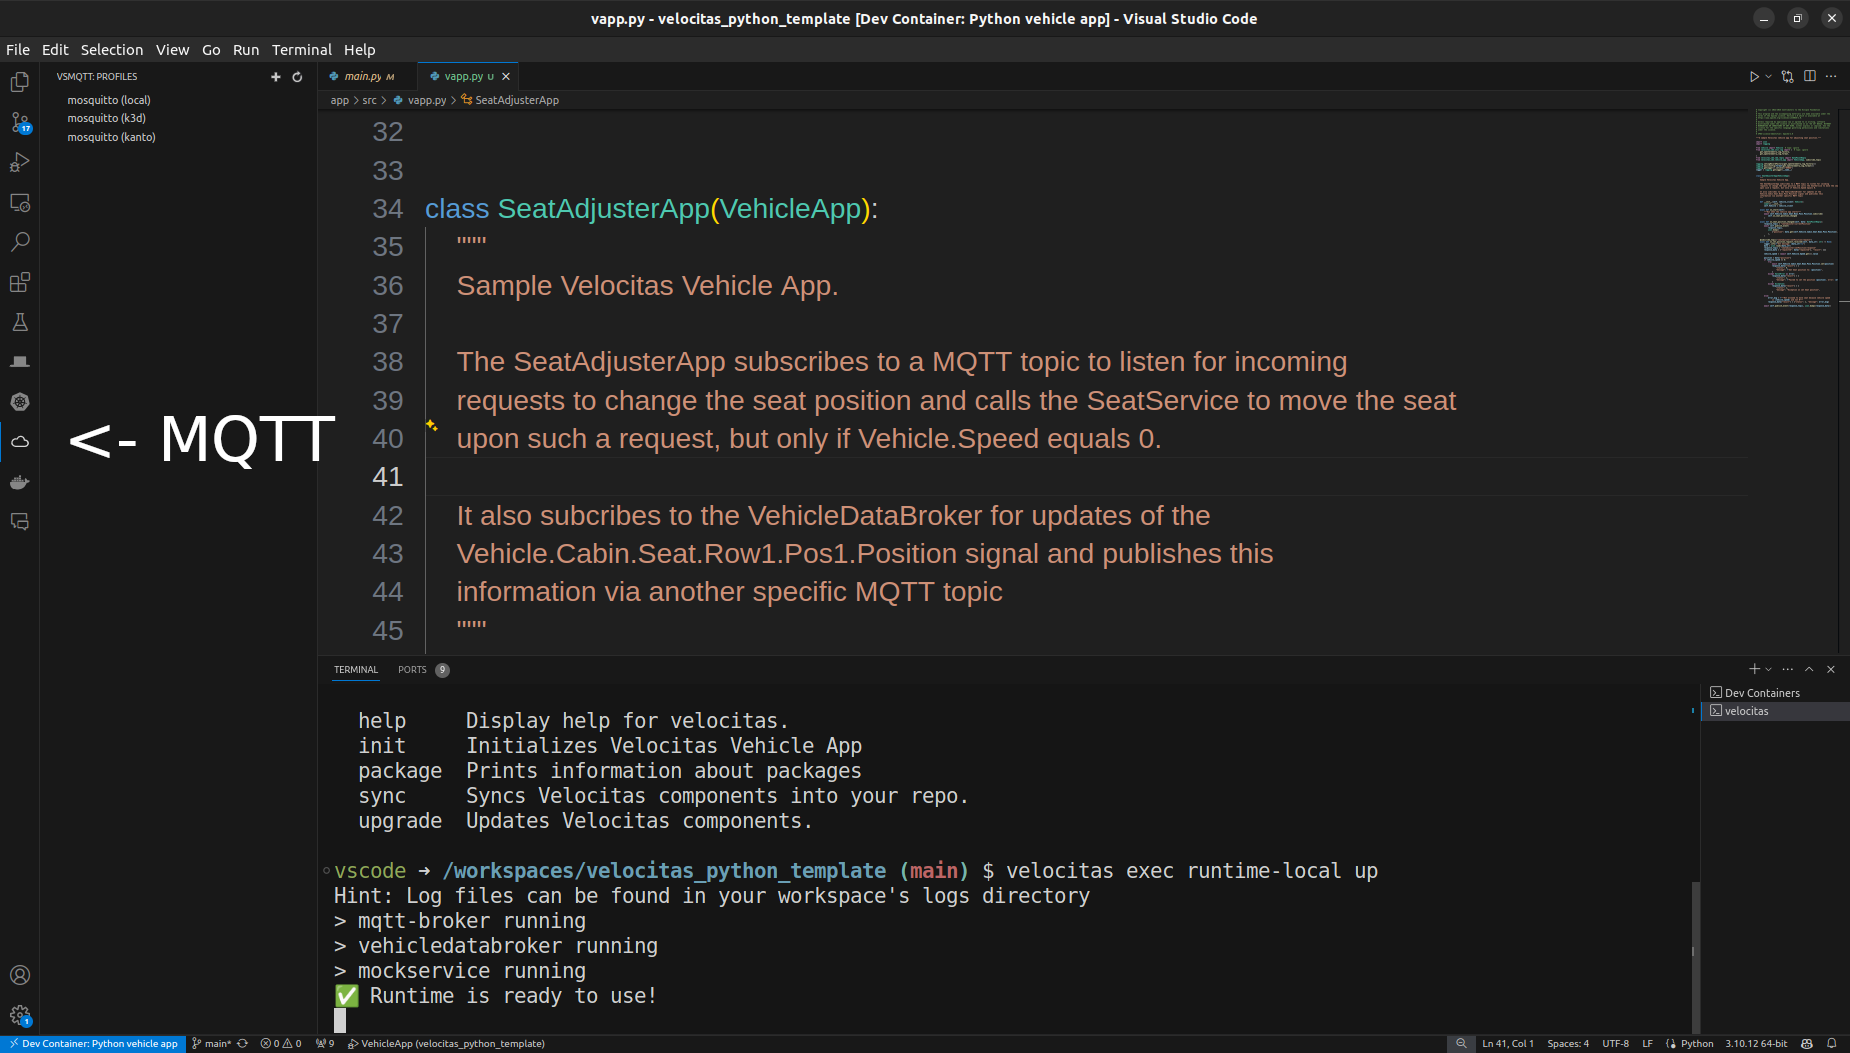 vapp.py - velocitas_python_template [Dev Container: Python vehicle app] - Visual Studio Code
File Edit Selection View Go Run Terminal Help
VSMQTT: PROFILES
mosquitto (local)
mosquitto (k3d)
mosquitto (kanto)
17
<- MQTT
1
main.py M
vapp.py U
app > src > vapp.py > SeatAdjusterApp
32
33
34 class SeatAdjusterApp(VehicleApp):
35 """
36 Sample Velocitas Vehicle App.
37
38 The SeatAdjusterApp subscribes to a MQTT topic to listen for incoming
39 requests to change the seat position and calls the SeatService to move the seat
40 upon such a request, but only if Vehicle.Speed equals 0.
41
42 It also subcribes to the VehicleDataBroker for updates of the
43 Vehicle.Cabin.Seat.Row1.Pos1.Position signal and publishes this
44 information via another specific MQTT topic
45 """
TERMINAL PORTS 9
help Display help for velocitas.
init Initializes Velocitas Vehicle App
package Prints information about packages
sync Syncs Velocitas components into your repo.
upgrade Updates Velocitas components.
vscode ➜ /workspaces/velocitas_python_template (main) $ velocitas exec runtime-local up
Hint: Log files can be found in your workspace's logs directory
> mqtt-broker running
> vehicledatabroker running
> mockservice running
✅ Runtime is ready to use!
Dev Containers
velocitas
Dev Container: Python vehicle app main* 0 0 9 VehicleApp (velocitas_python_template) Ln 41, Col 1 Spaces: 4 UTF-8 LF Python 3.10.12 64-bit